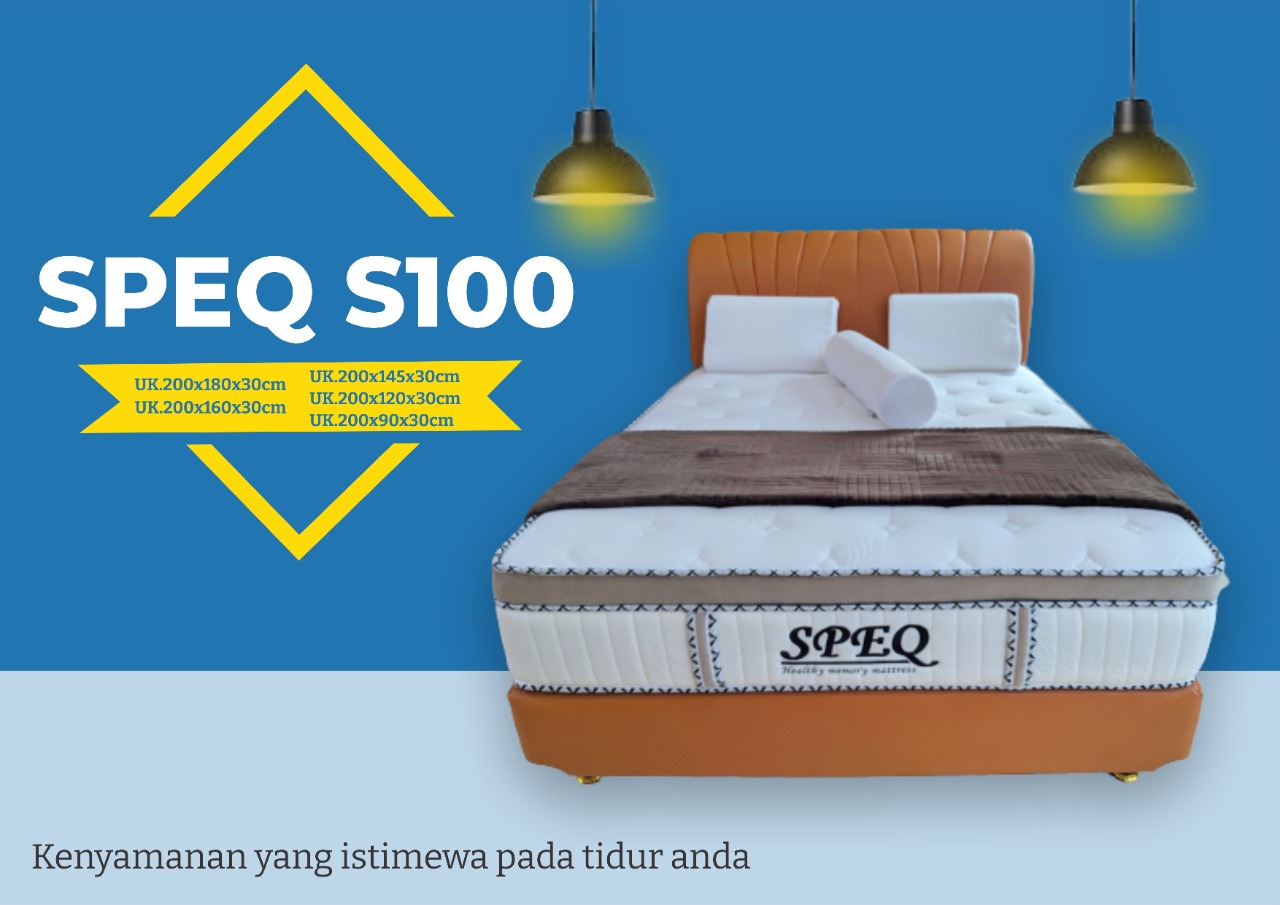 SPEQ S100
UK.200x180x30cm
UK.200x160x30cm
UK.200x145x30cm
UK.200x120x30cm
UK.200x90x30cm
SPEQ
Healthy memory mattress
Kenyamanan yang istimewa pada tidur anda